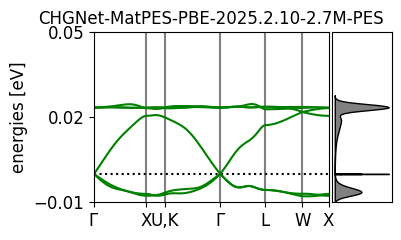 CHGNet-MatPES-PBE-2025.2.10-2.7M-PES
energies [eV]
0.05
0.02
−0.01
Γ X U,K Γ L W X